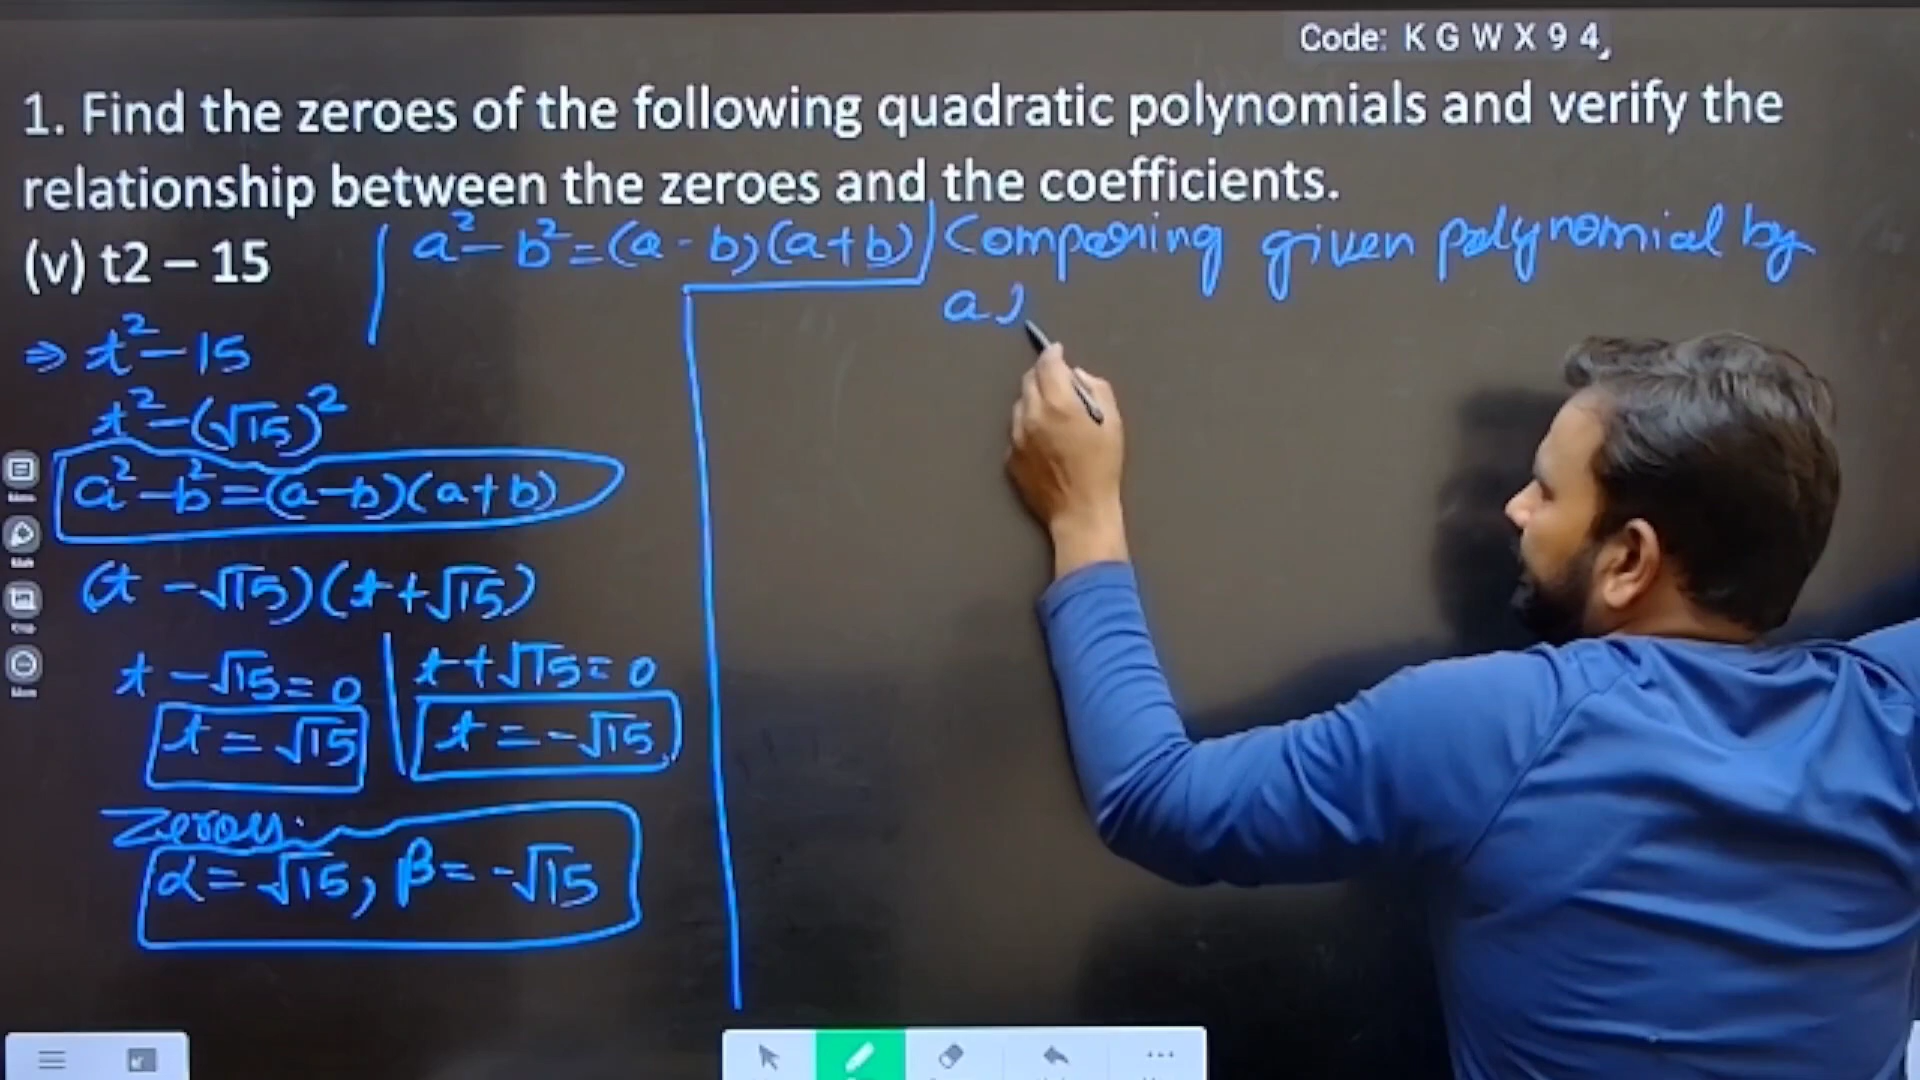 Code: K G W X 9 4,
1. Find the zeroes of the following quadratic polynomials and verify the
relationship between the zeroes and the coefficients.
(v) t2 – 15
a² - b² = (a - b)(a + b)
⇒ t² - 15
t² - (√15)²
a² - b² = (a - b)(a + b)
(t - √15)(t + √15)
t - √15 = 0
t = √15
t + √15 = 0
t = -√15
Zeroes:
α = √15, β = -√15
Comparing given polynomial by
a